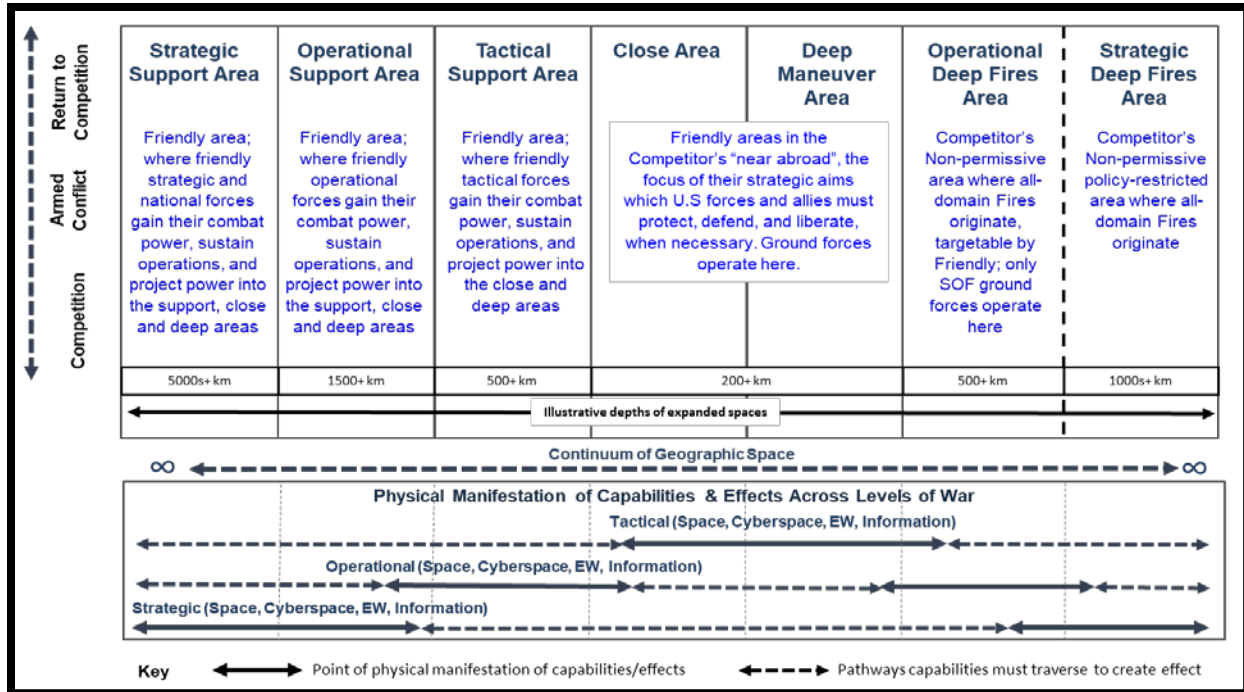 Return to
Competition
Armed
Conflict
Competition
Strategic
Support Area
Friendly area;
where friendly
strategic and
national forces
gain their combat
power, sustain
operations, and
project power into
the support, close
and deep areas
5000s+ km
Operational
Support Area
Friendly area;
where friendly
operational
forces gain their
combat power,
sustain
operations, and
project power into
the support, close
and deep areas
1500+ km
Tactical
Support Area
Friendly area;
where friendly
tactical forces
gain their combat
power, sustain
operations, and
project power into
the close and
deep areas
500+ km
Close Area
Deep
Maneuver
Area
Friendly areas in the
Competitor's “near abroad”, the
focus of their strategic aims
which U.S forces and allies must
protect, defend, and liberate,
when necessary. Ground forces
operate here.
200+ km
Operational
Deep Fires
Area
Competitor's
Non-permissive
area where all-
domain Fires
originate,
targetable by
Friendly; only
SOF ground
forces operate
here
500+ km
Strategic
Deep Fires
Area
Competitor's
Non-permissive
policy-restricted
area where all-
domain Fires
originate
1000s+ km
Illustrative depths of expanded spaces
Continuum of Geographic Space
∞ ∞
Physical Manifestation of Capabilities & Effects Across Levels of War
Tactical (Space, Cyberspace, EW, Information)
Operational (Space, Cyberspace, EW, Information)
Strategic (Space, Cyberspace, EW, Information)
Key Point of physical manifestation of capabilities/effects Pathways capabilities must traverse to create effect